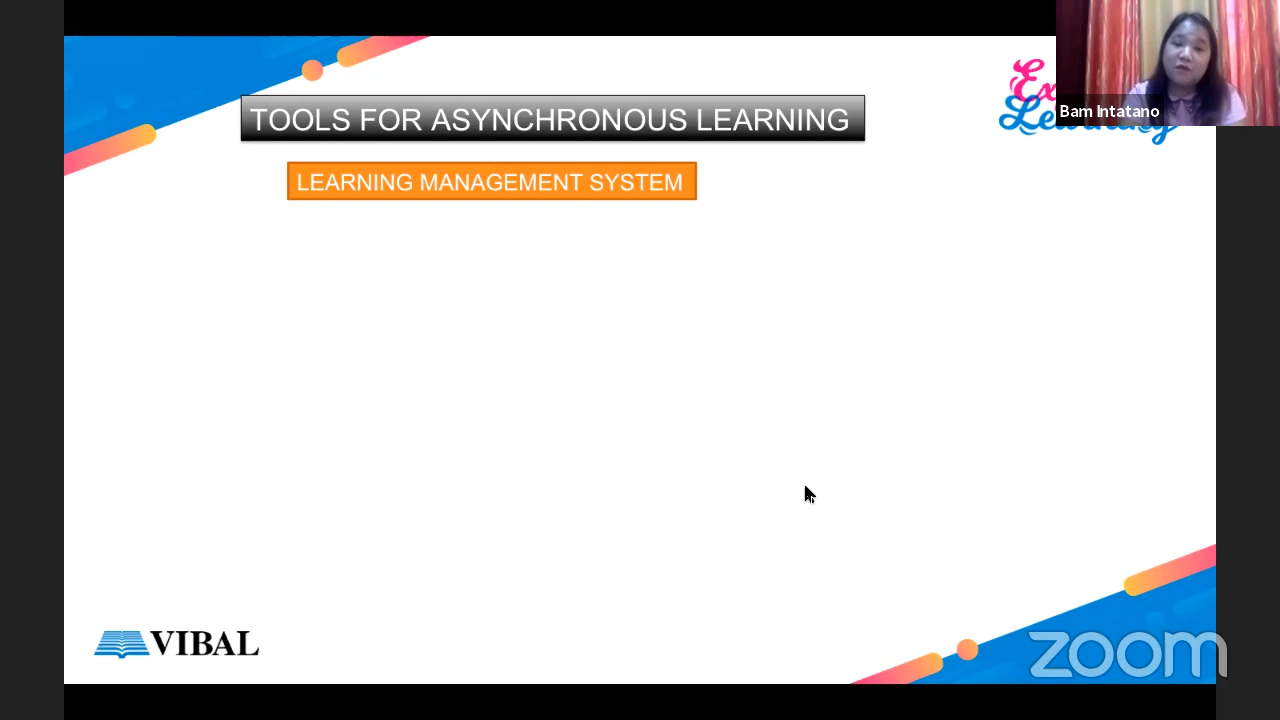 TOOLS FOR ASYNCHRONOUS LEARNING
LEARNING MANAGEMENT SYSTEM
Bam Intatano
VIBAL
zoom